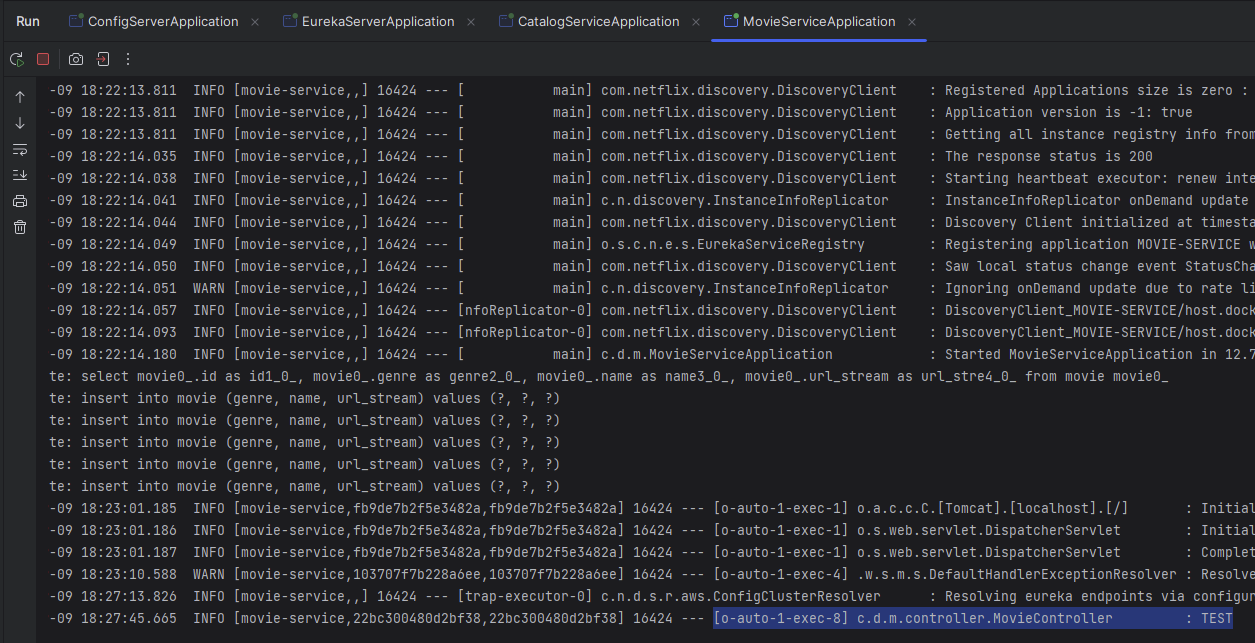 Run ConfigServerApplication EurekaServerApplication CatalogServiceApplication MovieServiceApplication
-09 18:22:13.811 INFO [movie-service,,] 16424 --- [ main] com.netflix.discovery.DiscoveryClient : Registered Applications size is zero :
-09 18:22:13.811 INFO [movie-service,,] 16424 --- [ main] com.netflix.discovery.DiscoveryClient : Application version is -1: true
-09 18:22:13.811 INFO [movie-service,,] 16424 --- [ main] com.netflix.discovery.DiscoveryClient : Getting all instance registry info from
-09 18:22:14.035 INFO [movie-service,,] 16424 --- [ main] com.netflix.discovery.DiscoveryClient : The response status is 200
-09 18:22:14.038 INFO [movie-service,,] 16424 --- [ main] com.netflix.discovery.DiscoveryClient : Starting heartbeat executor: renew inte
-09 18:22:14.041 INFO [movie-service,,] 16424 --- [ main] c.n.discovery.InstanceInfoReplicator : InstanceInfoReplicator onDemand update
-09 18:22:14.044 INFO [movie-service,,] 16424 --- [ main] com.netflix.discovery.DiscoveryClient : Discovery Client initialized at timesta
-09 18:22:14.049 INFO [movie-service,,] 16424 --- [ main] o.s.c.n.e.s.EurekaServiceRegistry : Registering application MOVIE-SERVICE w
-09 18:22:14.050 INFO [movie-service,,] 16424 --- [ main] com.netflix.discovery.DiscoveryClient : Saw local status change event StatusCha
-09 18:22:14.051 WARN [movie-service,,] 16424 --- [ main] c.n.discovery.InstanceInfoReplicator : Ignoring onDemand update due to rate li
-09 18:22:14.057 INFO [movie-service,,] 16424 --- [nfoReplicator-0] com.netflix.discovery.DiscoveryClient : DiscoveryClient_MOVIE-SERVICE/host.dock
-09 18:22:14.093 INFO [movie-service,,] 16424 --- [nfoReplicator-0] com.netflix.discovery.DiscoveryClient : DiscoveryClient_MOVIE-SERVICE/host.dock
-09 18:22:14.180 INFO [movie-service,,] 16424 --- [ main] c.d.m.MovieServiceApplication : Started MovieServiceApplication in 12.7
te: select movie0_.id as id1_0_, movie0_.genre as genre2_0_, movie0_.name as name3_0_, movie0_.url_stream as url_stre4_0_ from movie movie0_
te: insert into movie (genre, name, url_stream) values (?, ?, ?)
te: insert into movie (genre, name, url_stream) values (?, ?, ?)
te: insert into movie (genre, name, url_stream) values (?, ?, ?)
te: insert into movie (genre, name, url_stream) values (?, ?, ?)
te: insert into movie (genre, name, url_stream) values (?, ?, ?)
-09 18:23:01.185 INFO [movie-service,fb9de7b2f5e3482a,fb9de7b2f5e3482a] 16424 --- [o-auto-1-exec-1] o.a.c.c.C.[Tomcat].[localhost].[/] : Initial
-09 18:23:01.186 INFO [movie-service,fb9de7b2f5e3482a,fb9de7b2f5e3482a] 16424 --- [o-auto-1-exec-1] o.s.web.servlet.DispatcherServlet : Initial
-09 18:23:01.187 INFO [movie-service,fb9de7b2f5e3482a,fb9de7b2f5e3482a] 16424 --- [o-auto-1-exec-1] o.s.web.servlet.DispatcherServlet : Complet
-09 18:23:10.588 WARN [movie-service,103707f7b228a6ee,103707f7b228a6ee] 16424 --- [o-auto-1-exec-4] .w.s.m.s.DefaultHandlerExceptionResolver : Resolve
-09 18:27:13.826 INFO [movie-service,,] 16424 --- [trap-executor-0] c.n.d.s.r.aws.ConfigClusterResolver : Resolving eureka endpoints via configur
-09 18:27:45.665 INFO [movie-service,22bc300480d2bf38,22bc300480d2bf38] 16424 --- [o-auto-1-exec-8] c.d.m.controller.MovieController : TEST